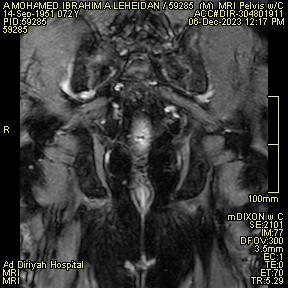 A MOHAMED IBRAHIM A LEHEIDAN / 59285 (M) MRI Pelvis w/C
14-Sep-1951 072Y ACC#DIR-304801911
PID:59285 06-Dec-2023 12:17 PM
59285
R
100mm
mDIXON w C
SE:2101
IM:77
DFOV:300
3.5mm
EC:1
Ad Diriyah Hospital TE:0
MRI ET:70
MRI TR:5.29